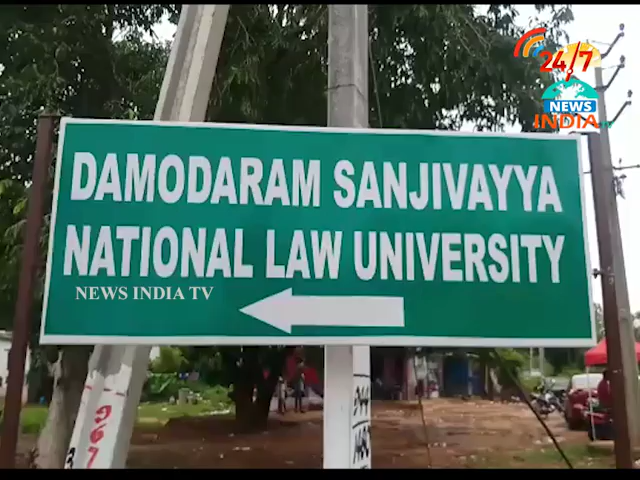 24/7
NEWS
INDIA
DAMODARAM SANJIVAYYA
NATIONAL LAW UNIVERSITY
NEWS INDIA TV